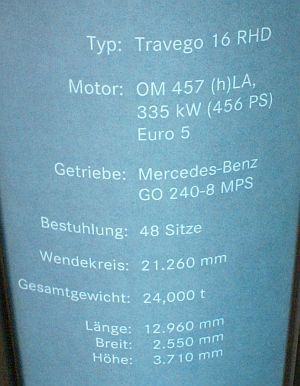 Typ: Travego 16 RHD
Motor: OM 457 (h)LA,
335 kW (456 PS)
Euro 5
Getriebe: Mercedes-Benz
GO 240-8 MPS
Bestuhlung: 48 Sitze
Wendekreis: 21.260 mm
Gesamtgewicht: 24,000 t
Länge: 12.960 mm
Breit: 2.550 mm
Höhe: 3.710 mm